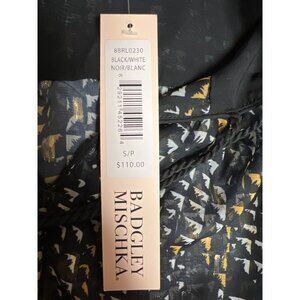 8BRL0230
BLACK/WHITE
NOIR/BLANC
S/P
$110.00
BADGLEY
MISCHKA